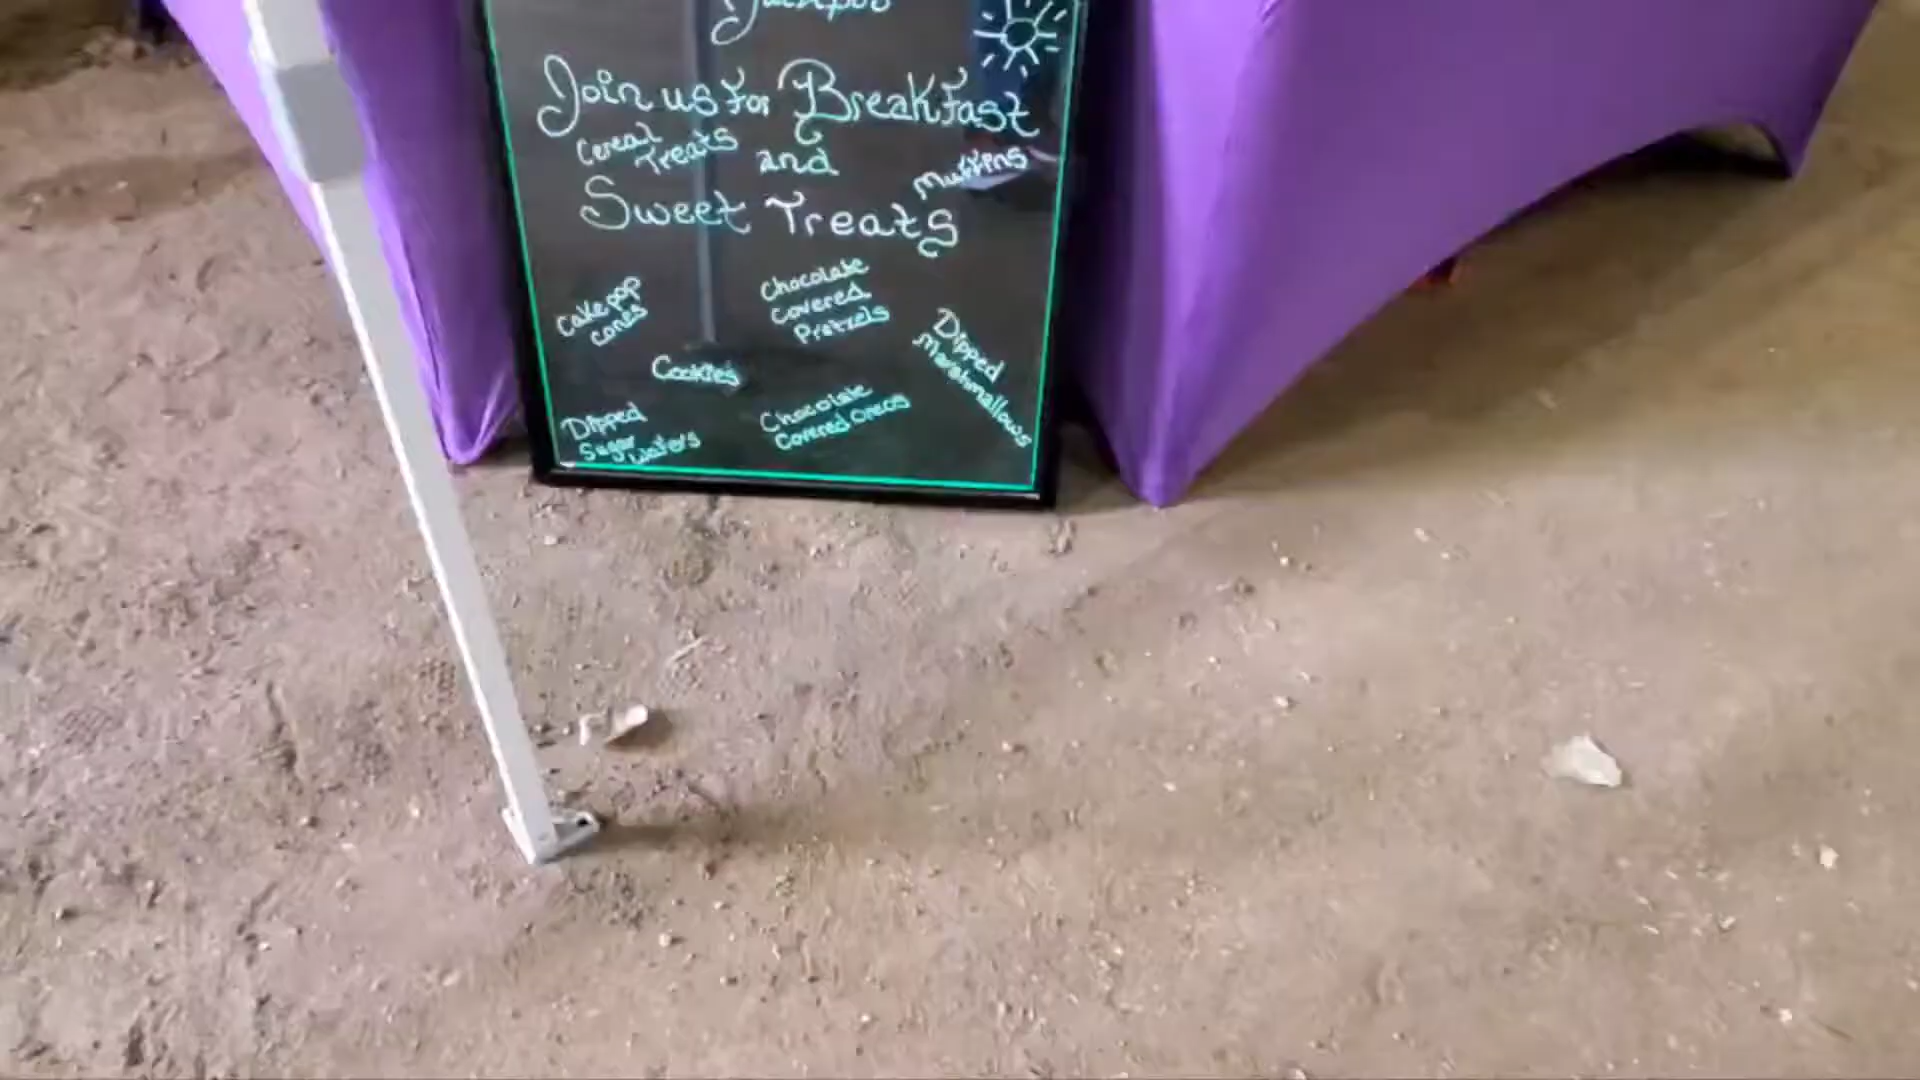 Join us for Breakfast
Cereal
Treats
and
Muffins
Sweet Treats
Cake pop
cones
Chocolate
Covered
Pretzels
Dipped
Marshmallows
Cookies
Dipped
Sugar
Wafers
Chocolate
Covered Oreos